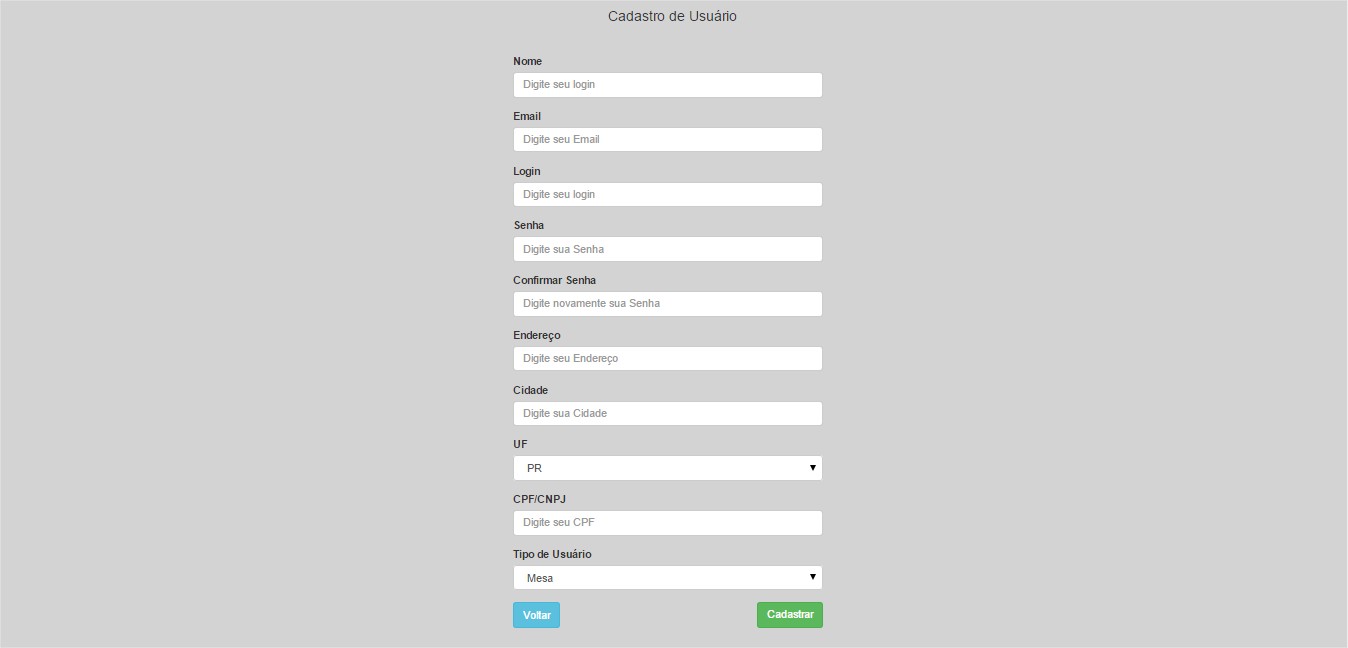 Cadastro de Usuário
Nome
Digite seu login
Email
Digite seu Email
Login
Digite seu login
Senha
Digite sua Senha
Confirmar Senha
Digite novamente sua Senha
Endereço
Digite seu Endereço
Cidade
Digite sua Cidade
UF
PR
CPF/CNPJ
Digite seu CPF
Tipo de Usuário
Mesa
Voltar Cadastrar